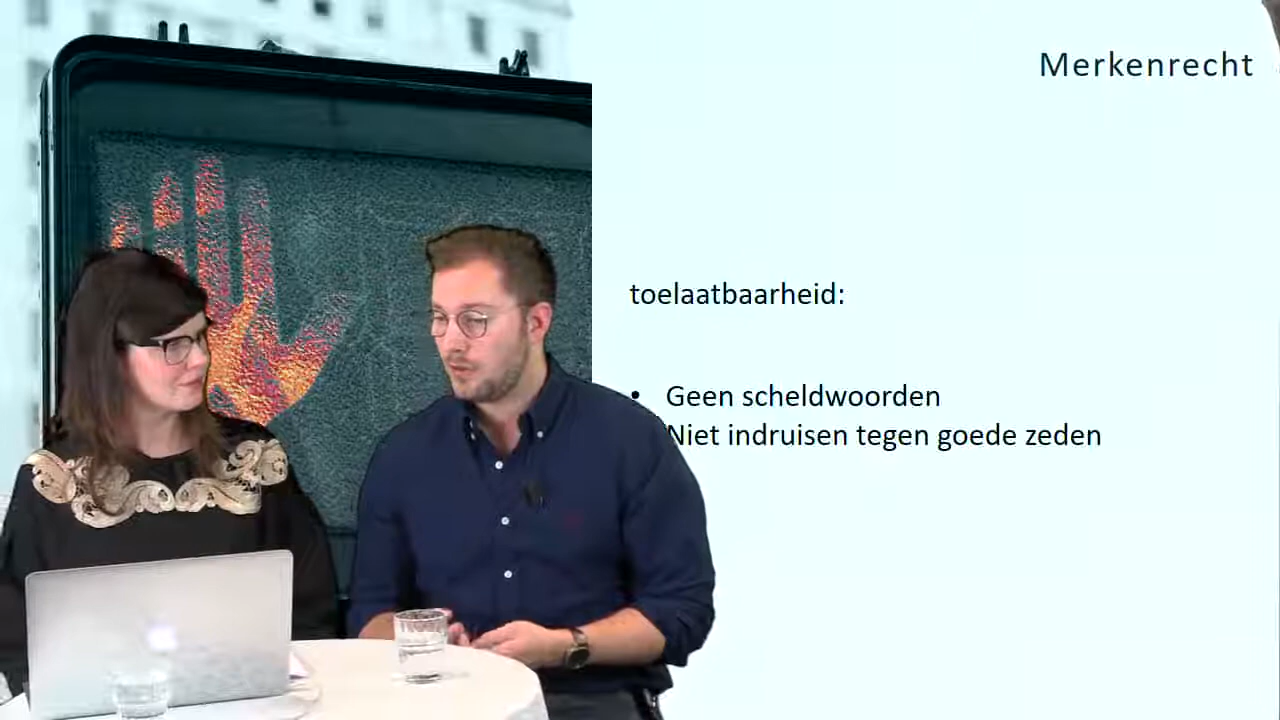 Merkenrecht
toelaatbaarheid:
• Geen scheldwoorden
Niet indruisen tegen goede zeden